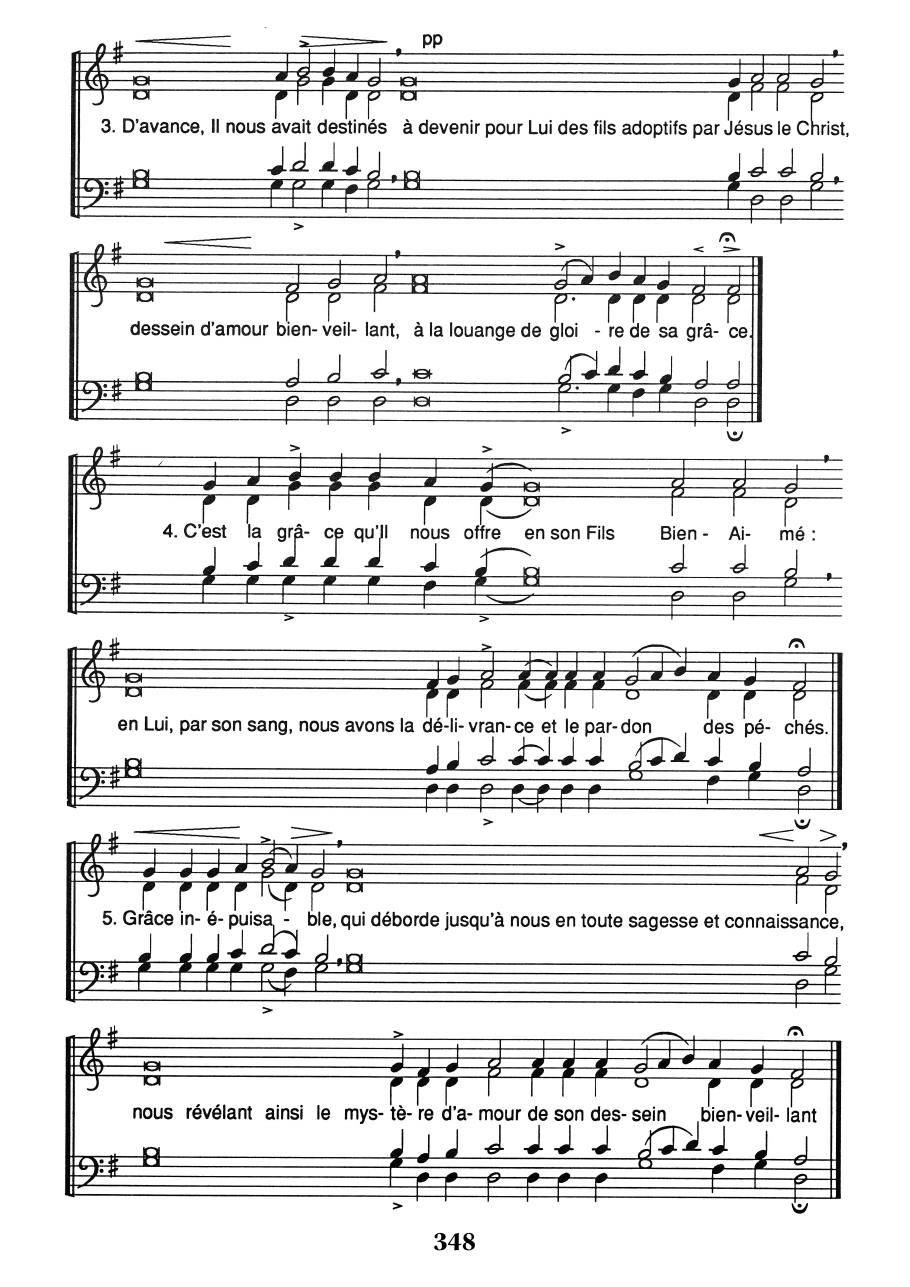 pp
3. D'avance, Il nous avait destinés à devenir pour Lui des fils adoptifs par Jésus le Christ,
dessein d'amour bien- veil- lant, à la louange de gloi - re de sa grâ- ce.
4. C'est la grâ- ce qu'Il nous offre en son Fils Bien - Ai- mé :
en Lui, par son sang, nous avons la dé-li- vran- ce et le par- don des pé- chés.
5. Grâce in- é- puisa - ble, qui déborde jusqu'à nous en toute sagesse et connaissance,
nous révélant ainsi le mys- tè- re d'a- mour de son des- sein bien- veil- lant
348